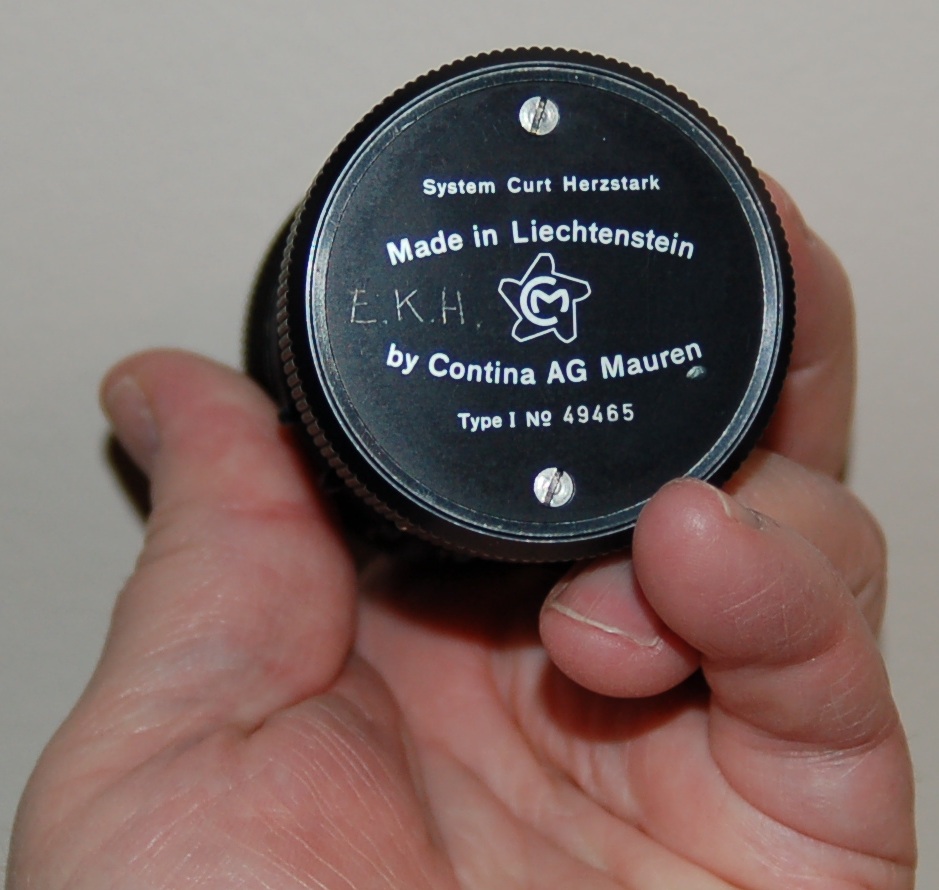 System Curt Herzstark
Made in Liechtenstein
E.K.H.
CM
by Contina AG Mauren
Type I No 49465